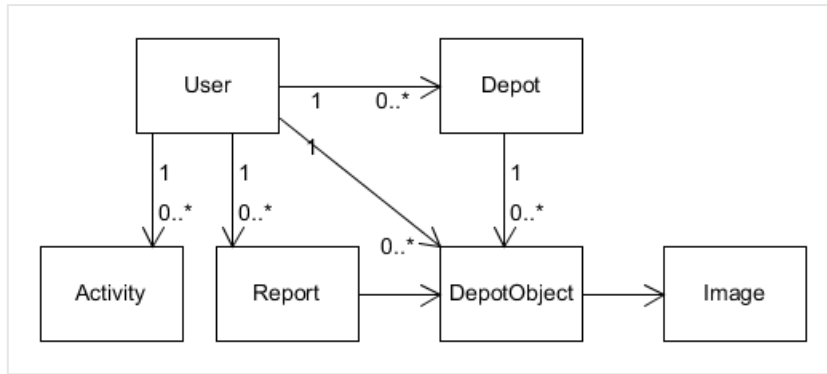 User
Depot
1
0..*
1
1
1
1
0..*
0..*
0..*
0..*
Activity
Report
DepotObject
Image